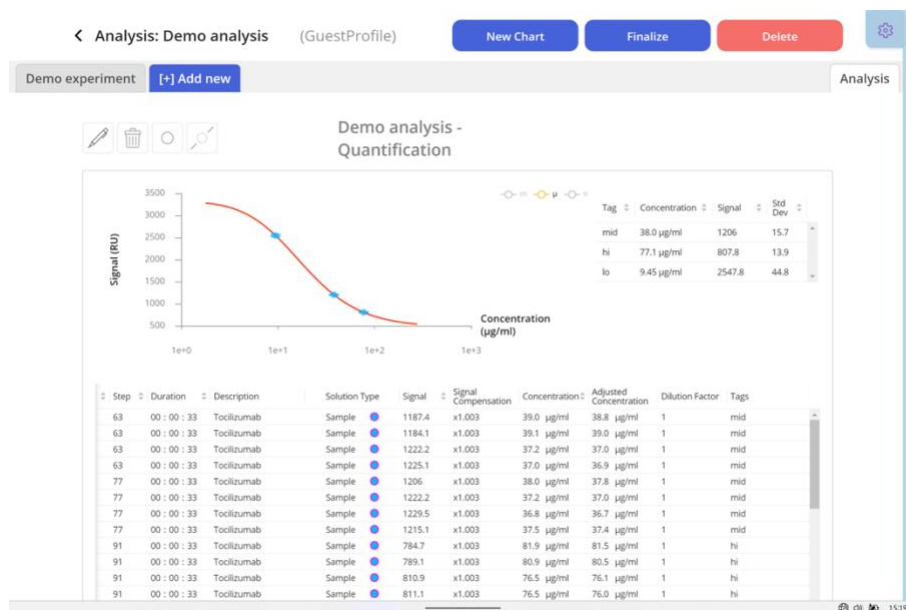 Analysis: Demo analysis (GuestProfile) New Chart Finalize Delete
Demo experiment [+] Add new Analysis
Demo analysis -
Quantification
3500
3000
2500
2000
1500
1000
500
Signal (RU)
1e+0 1e+1 1e+2 1e+3
Concentration
(µg/ml)
µ
Tag Concentration Signal Std Dev
mid 38.0 µg/ml 1206 15.7
hi 77.1 µg/ml 807.8 13.9
lo 9.45 µg/ml 2547.8 44.8
Step Duration Description Solution Type Signal Signal Compensation Concentration Adjusted Concentration Dilution Factor Tags
63 00 : 00 : 33 Tocilizumab Sample 1187.4 x1.003 39.0 µg/ml 38.8 µg/ml 1 mid
63 00 : 00 : 33 Tocilizumab Sample 1184.1 x1.003 39.1 µg/ml 39.0 µg/ml 1 mid
63 00 : 00 : 33 Tocilizumab Sample 1222.2 x1.003 37.2 µg/ml 37.0 µg/ml 1 mid
63 00 : 00 : 33 Tocilizumab Sample 1225.1 x1.003 37.0 µg/ml 36.9 µg/ml 1 mid
77 00 : 00 : 33 Tocilizumab Sample 1206 x1.003 38.0 µg/ml 37.8 µg/ml 1 mid
77 00 : 00 : 33 Tocilizumab Sample 1222.2 x1.003 37.2 µg/ml 37.0 µg/ml 1 mid
77 00 : 00 : 33 Tocilizumab Sample 1229.5 x1.003 36.8 µg/ml 36.7 µg/ml 1 mid
77 00 : 00 : 33 Tocilizumab Sample 1215.1 x1.003 37.5 µg/ml 37.4 µg/ml 1 mid
91 00 : 00 : 33 Tocilizumab Sample 784.7 x1.003 81.9 µg/ml 81.5 µg/ml 1 hi
91 00 : 00 : 33 Tocilizumab Sample 789.1 x1.003 80.9 µg/ml 80.5 µg/ml 1 hi
91 00 : 00 : 33 Tocilizumab Sample 810.9 x1.003 76.5 µg/ml 76.1 µg/ml 1 hi
91 00 : 00 : 33 Tocilizumab Sample 811.1 x1.003 76.5 µg/ml 76.0 µg/ml 1 hi